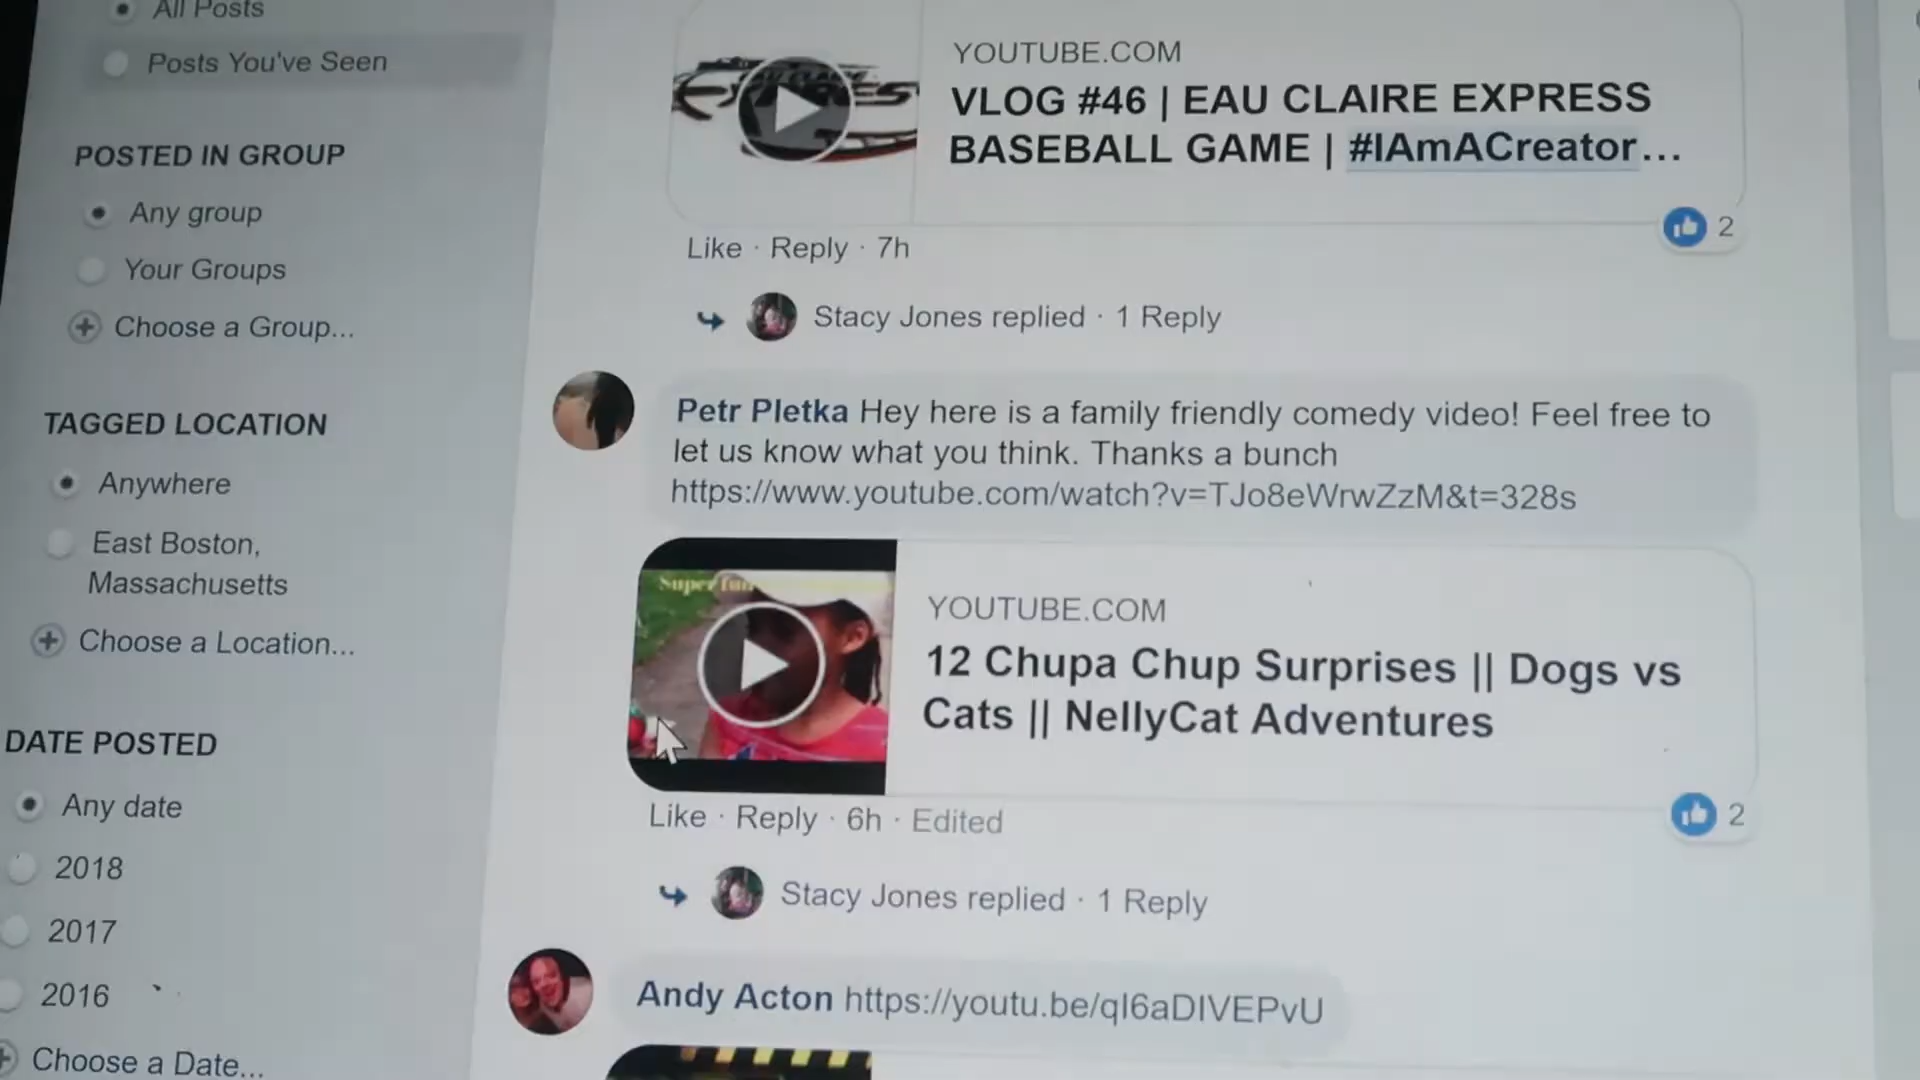 All Posts
Posts You've Seen
POSTED IN GROUP
Any group
Your Groups
Choose a Group...
TAGGED LOCATION
Anywhere
East Boston,
Massachusetts
Choose a Location...
DATE POSTED
Any date
2018
2017
2016
Choose a Date...
YOUTUBE.COM
VLOG #46 | EAU CLAIRE EXPRESS
BASEBALL GAME | #IAmACreator...
2
Like · Reply · 7h
Stacy Jones replied · 1 Reply
Petr Pletka Hey here is a family friendly comedy video! Feel free to
let us know what you think. Thanks a bunch
https://www.youtube.com/watch?v=TJo8eWrwZzM&t=328s
Super fun
YOUTUBE.COM
12 Chupa Chup Surprises || Dogs vs
Cats || NellyCat Adventures
2
Like · Reply · 6h · Edited
Stacy Jones replied · 1 Reply
Andy Acton https://youtu.be/qI6aDIVEPvU